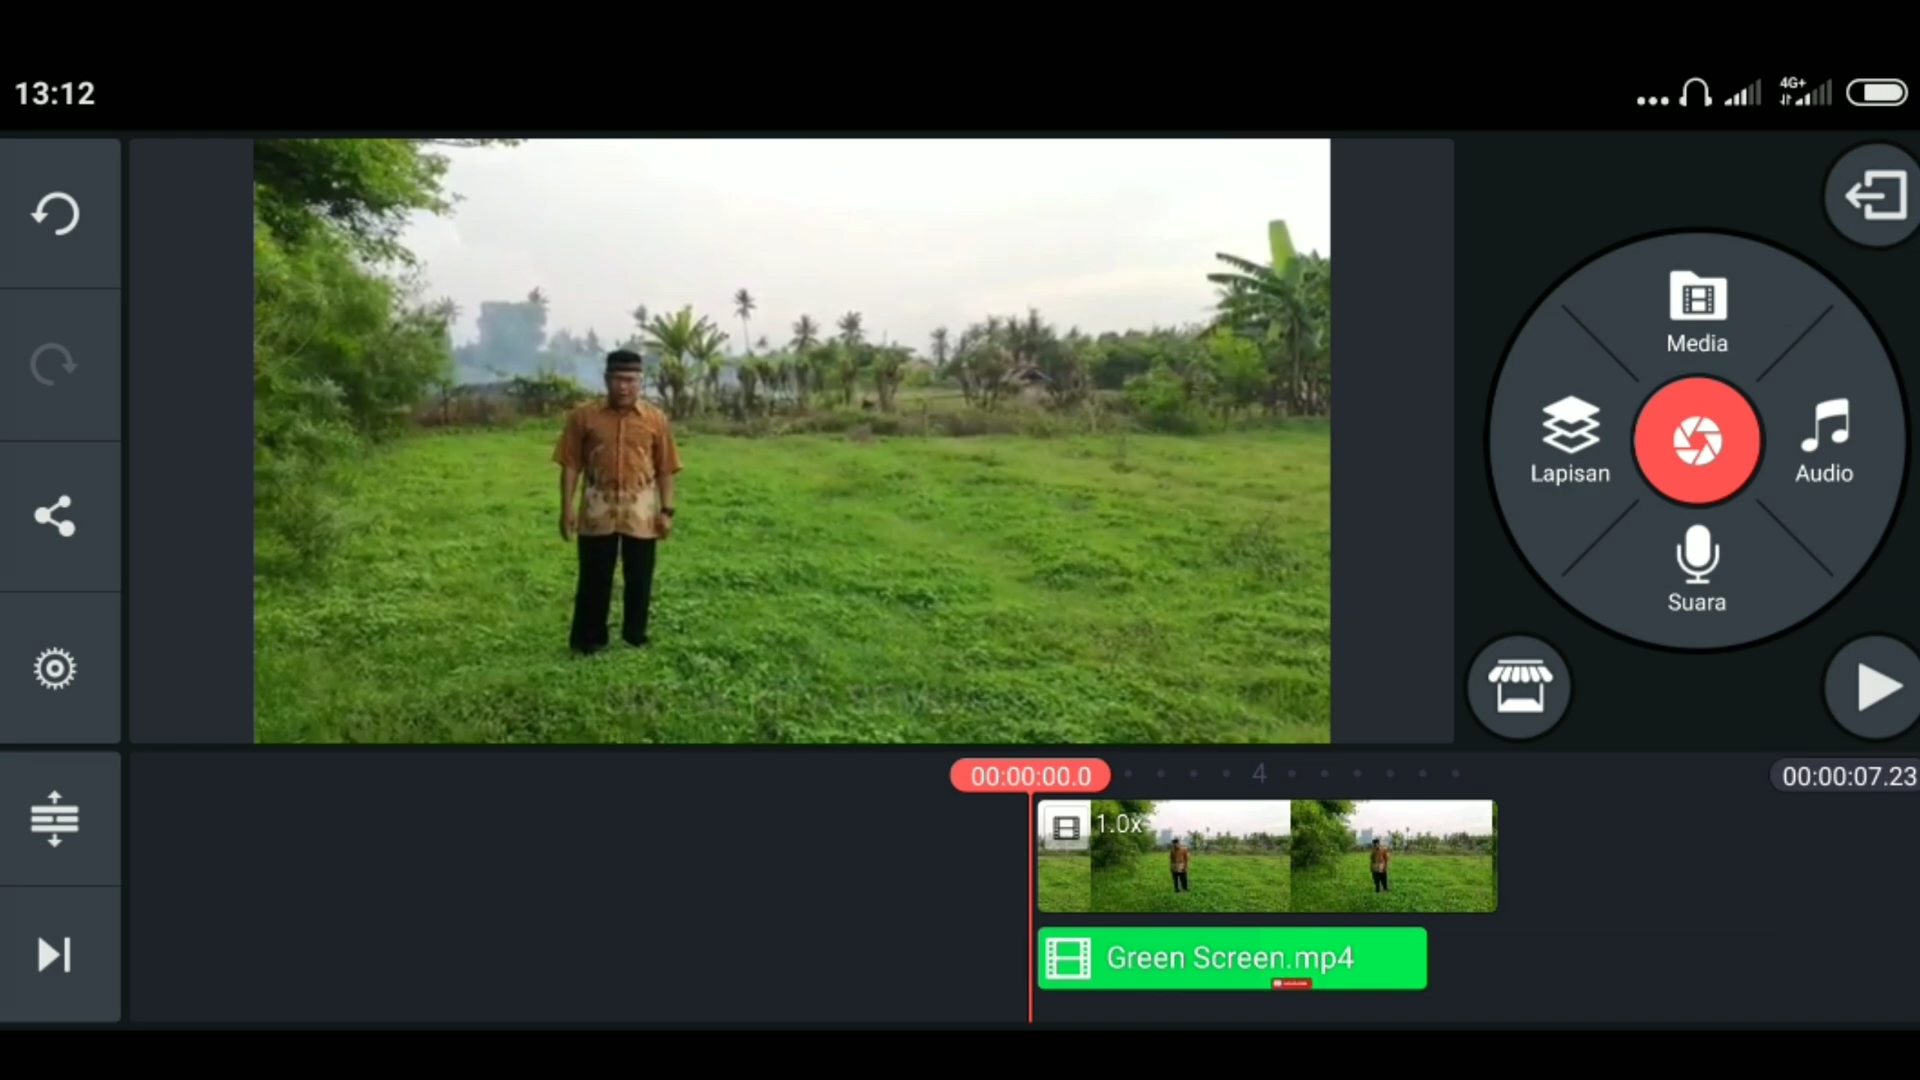 13:12
4G+
Media
Lapisan
Audio
Suara
00:00:00.0
4
00:00:07.23
1.0x
Green Screen.mp4